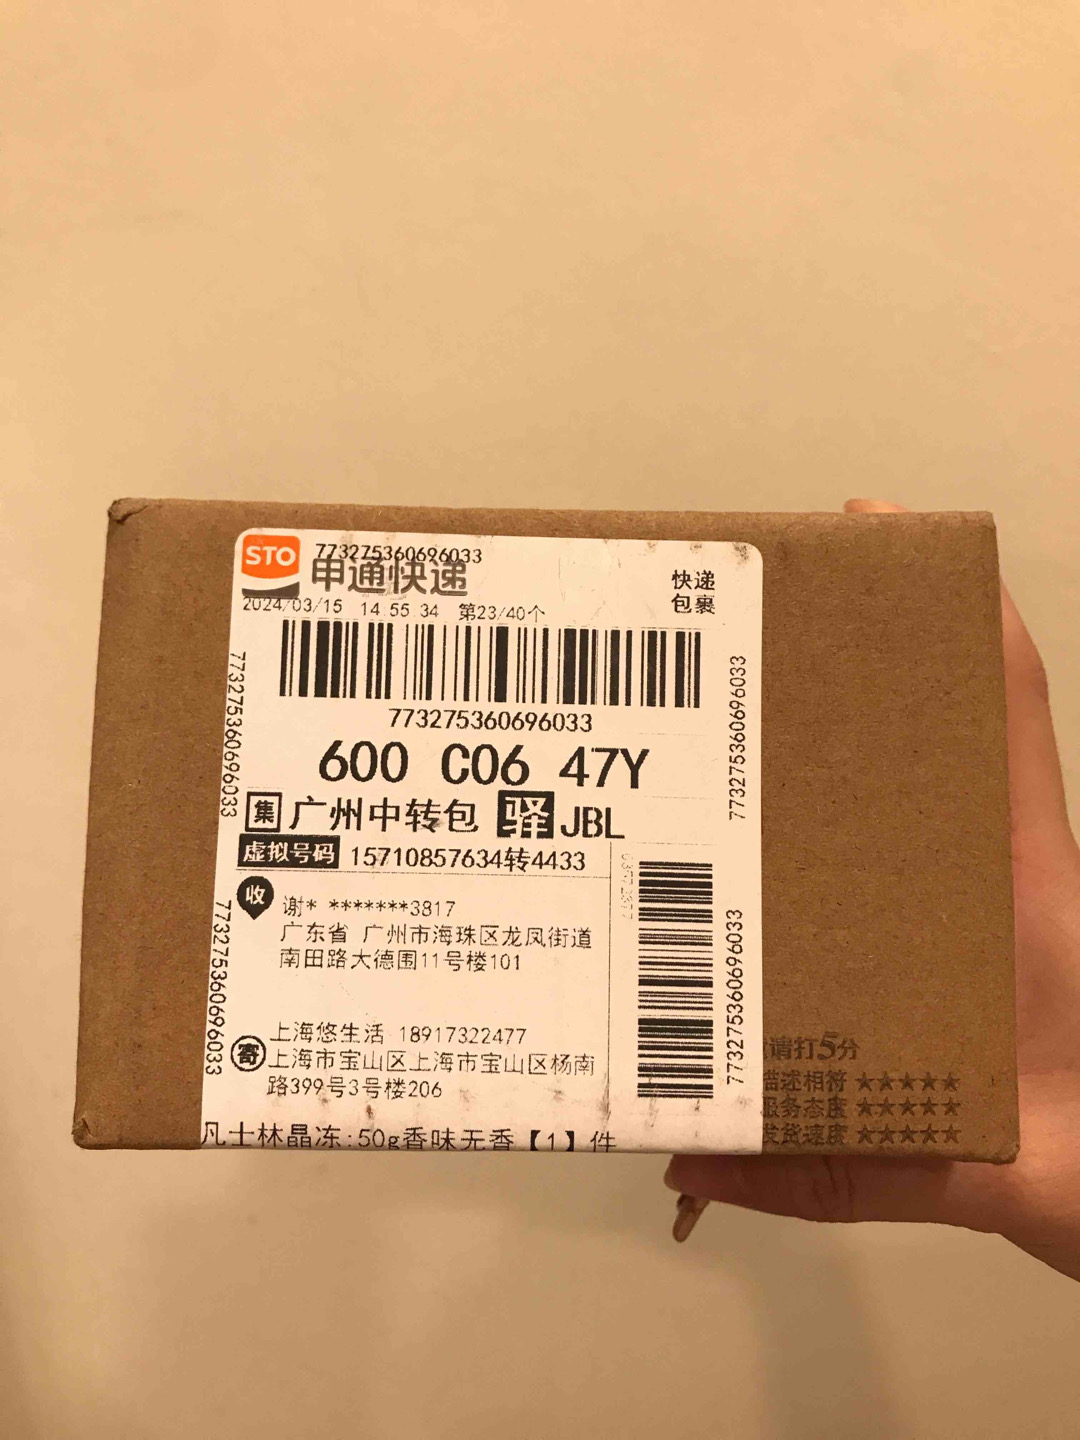 STO
773275360696033
申通快递
快递
包裹
2024/03/15 14:55:34 第23/40个
773275360696033
600 C06 47Y
集 广州中转包 驿 JBL
虚拟号码 15710857634转4433
收
谢* *******3817
广东省 广州市海珠区龙凤街道
南田路大德围11号楼101
寄
上海悠生活 18917322477
上海市宝山区上海市宝山区杨南
路399号3号楼206
凡士林晶冻:50g香味无香【1】件
773275360696033
773275360696033
773275360696033
773275360696033
请打5分
描述相符 ★★★★★
服务态度 ★★★★★
发货速度 ★★★★★